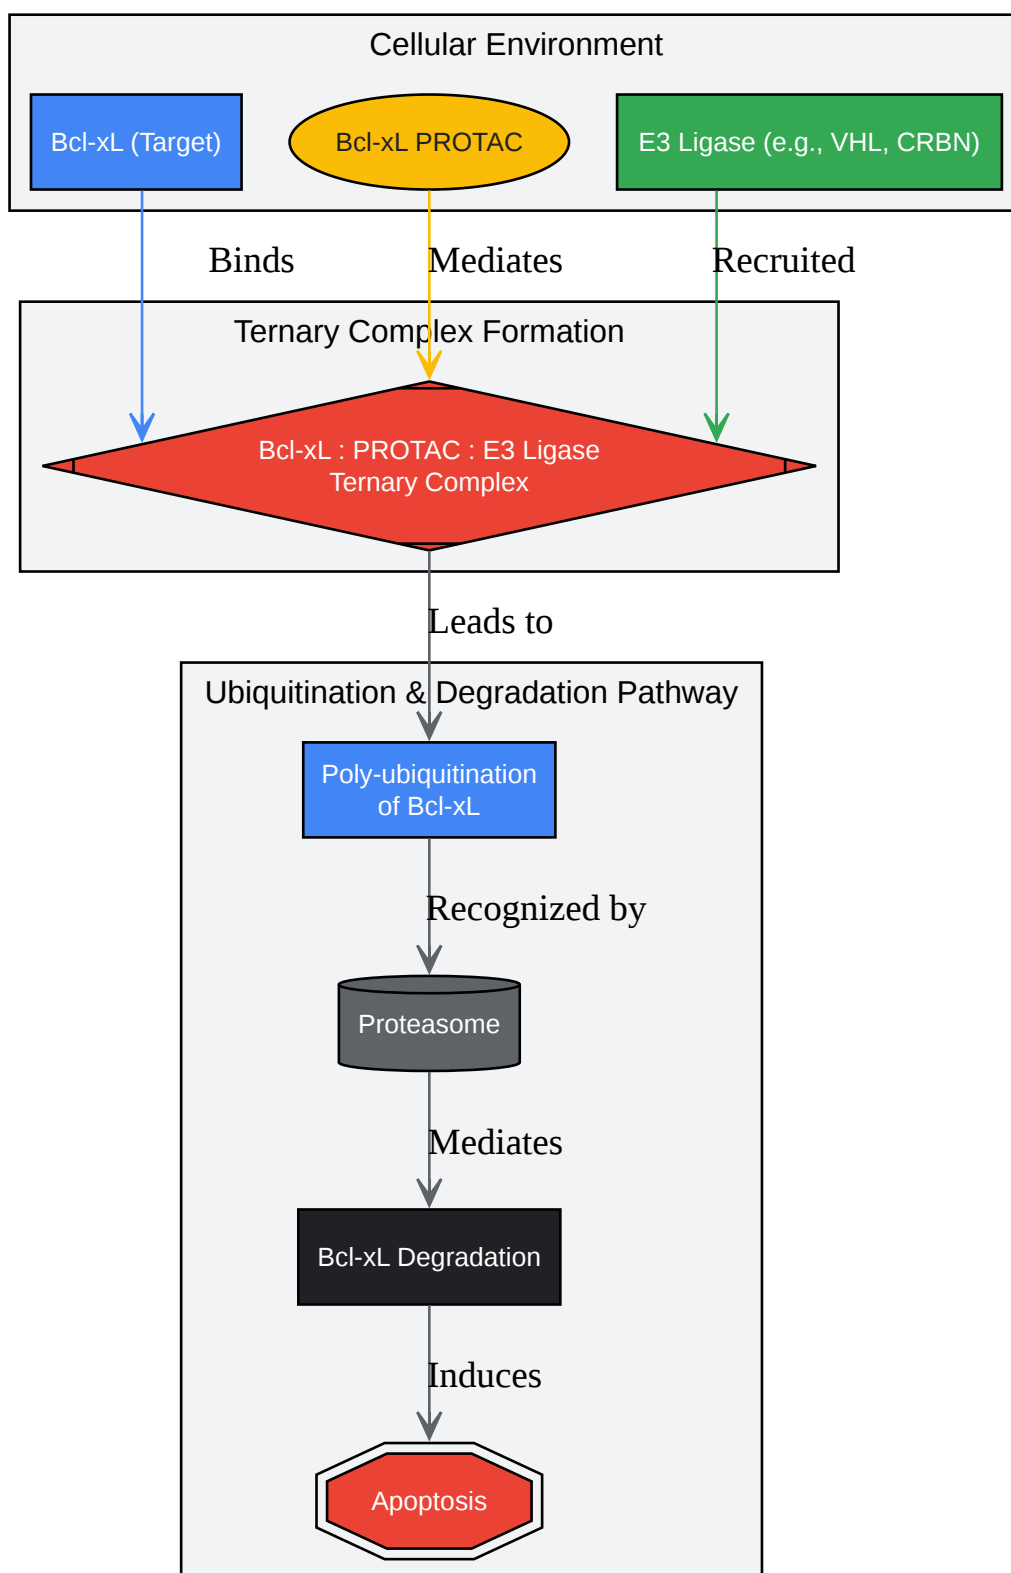 Cellular Environment
Bcl-xL (Target)
Bcl-xL PROTAC
E3 Ligase (e.g., VHL, CRBN)
Binds
Mediates
Recruited
Ternary Complex Formation
Bcl-xL : PROTAC : E3 Ligase
Ternary Complex
Leads to
Ubiquitination & Degradation Pathway
Poly-ubiquitination
of Bcl-xL
Recognized by
Proteasome
Mediates
Bcl-xL Degradation
Induces
Apoptosis